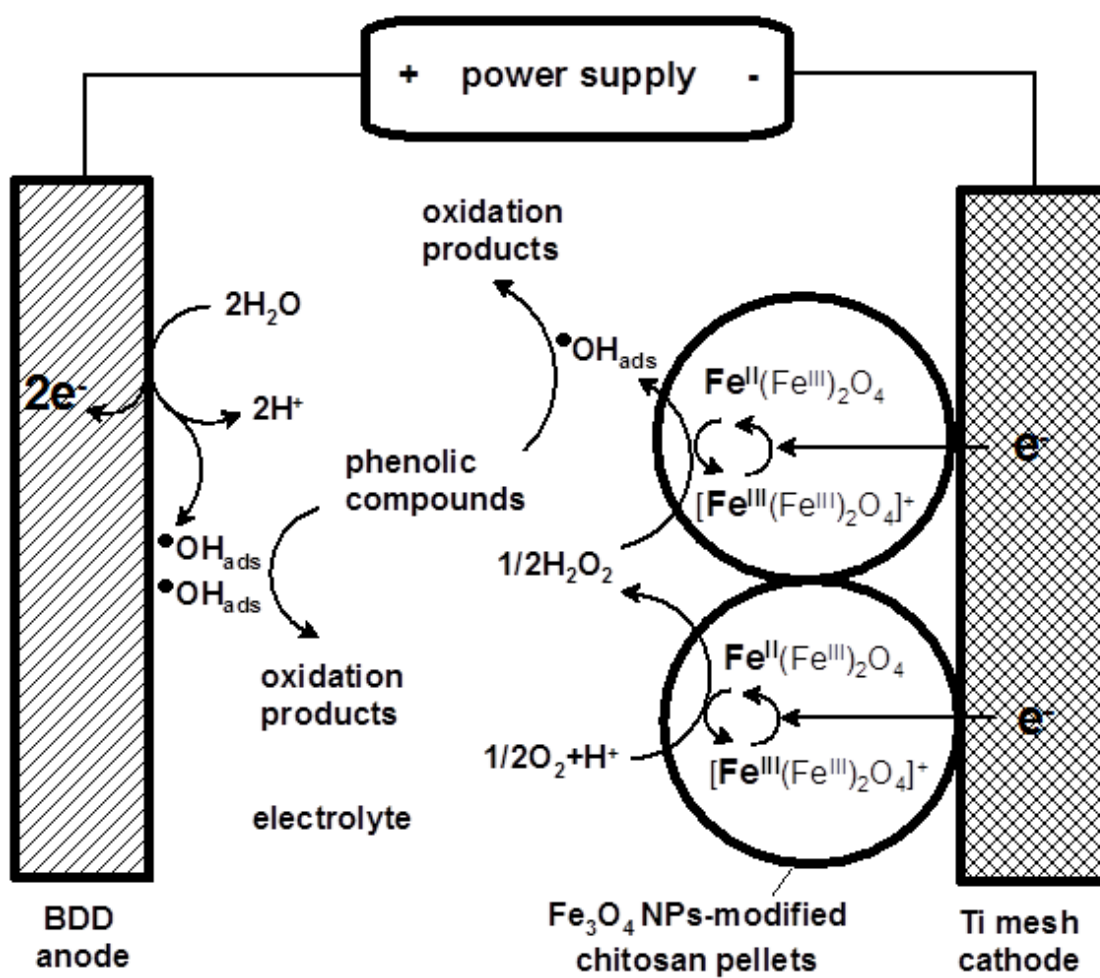 + power supply -
oxidation
products
2H₂O
•OHₐdₛ
Feᴵᴵ(Feᴵᴵᴵ)₂O₄
2e⁻
2H⁺
e⁻
phenolic
compounds
[Feᴵᴵᴵ(Feᴵᴵᴵ)₂O₄]⁺
•OHads
•OHads
1/2H₂O₂
Feᴵᴵ(Feᴵᴵᴵ)₂O₄
oxidation
products
e⁻
1/2O₂+H⁺
[Feᴵᴵᴵ(Feᴵᴵᴵ)₂O₄]⁺
electrolyte
BDD
anode
Fe₃O₄ NPs-modified
chitosan pellets
Ti mesh
cathode